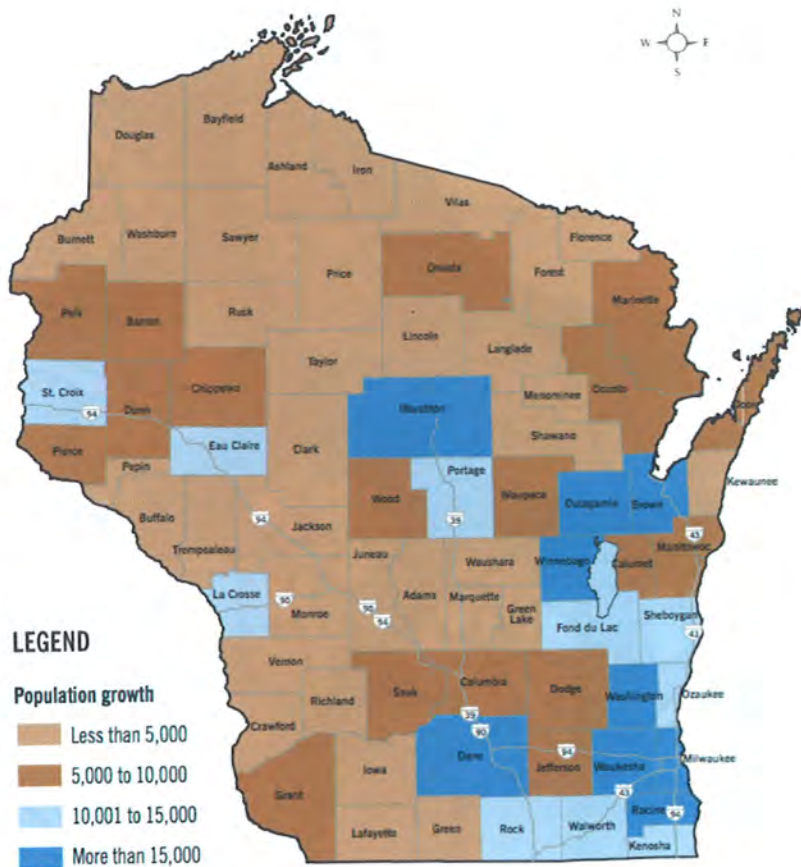 N
W E
S
Douglas
Bayfield
Ashland
Iron
Vilas
Burnett
Washburn
Sawyer
Price
Oneida
Forest
Florence
Marinette
Polk
Barron
Rusk
Lincoln
Langlade
Taylor
St. Croix
94
Dunn
Chippewa
Marathon
Menominee
Oconto
Door
Shawano
Pierce
Pepin
Eau Claire
Clark
Portage
Wood
39
Waupaca
Outagamie
Brown
Kewaunee
Buffalo
94
Trempealeau
Jackson
Juneau
Adams
Waushara
Winnebago
Calumet
Manitowoc
43
La Crosse
90
Monroe
90
94
Marquette
Green
Lake
Fond du Lac
Sheboygan
43
LEGEND
Vernon
Richland
Crawford
Sauk
Columbia
Dodge
Washington
Ozaukee
Population growth
Less than 5,000
5,000 to 10,000
10,001 to 15,000
More than 15,000
39
90
94
Iowa
Dane
Jefferson
Waukesha
Milwaukee
43
Grant
Lafayette
Green
Rock
Walworth
Racine
94
Kenosha